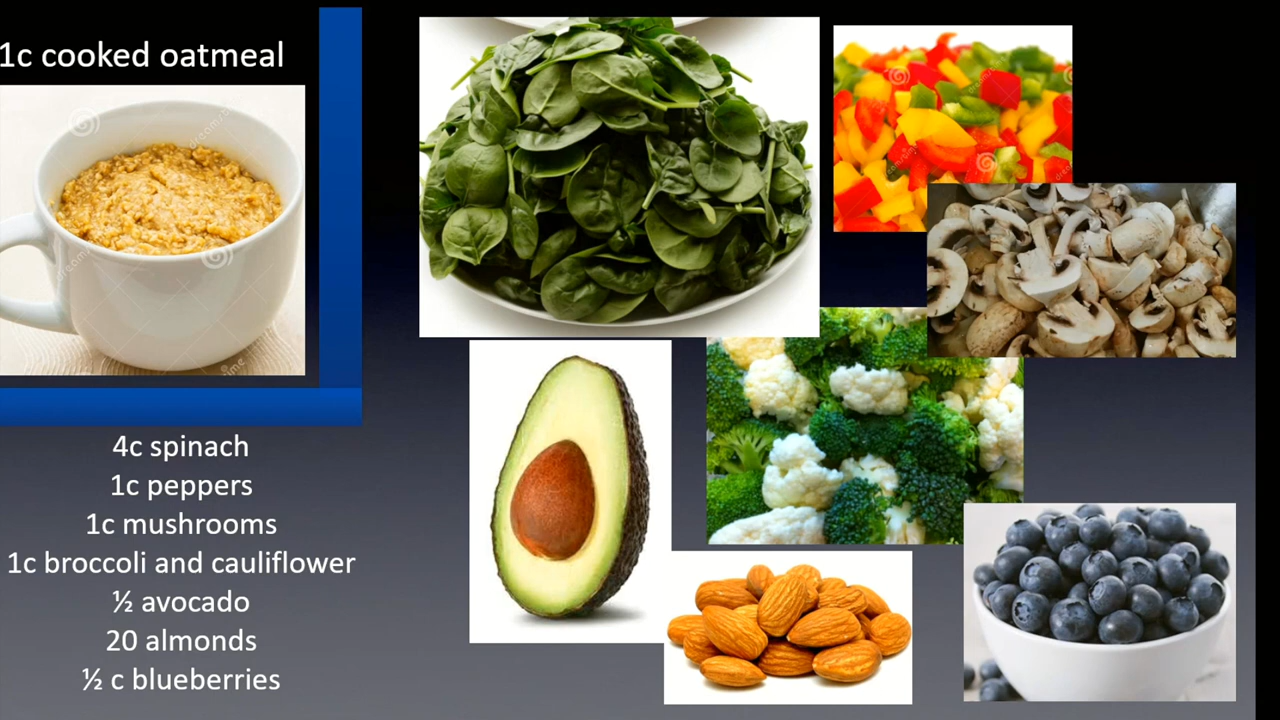 1c cooked oatmeal
4c spinach
1c peppers
1c mushrooms
1c broccoli and cauliflower
½ avocado
20 almonds
½ c blueberries